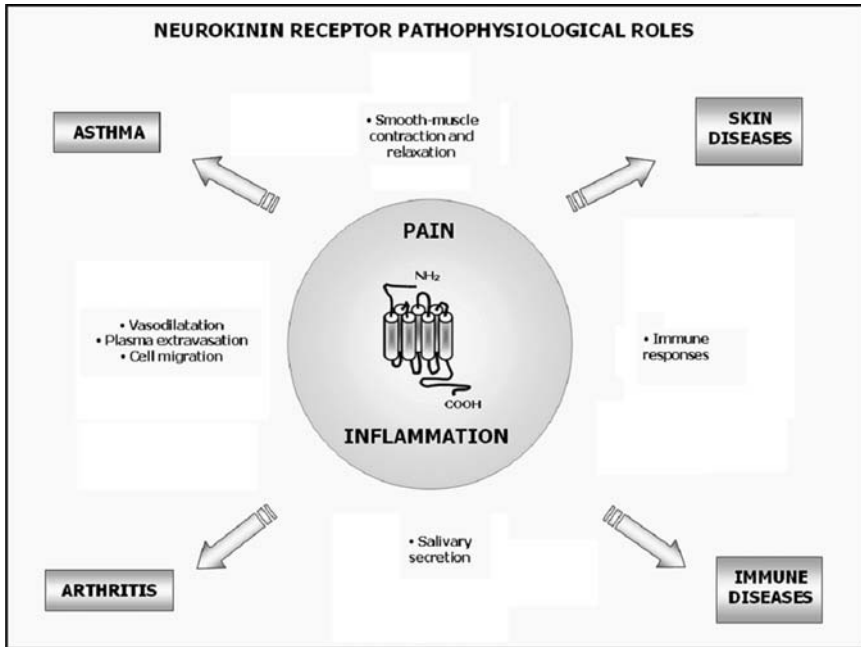 NEUROKININ RECEPTOR PATHOPHYSIOLOGICAL ROLES
ASTHMA
• Smooth-muscle
contraction and
relaxation
SKIN
DISEASES
PAIN
NH₂
• Vasodilatation
• Plasma extravasation
• Cell migration
• Immune
responses
COOH
INFLAMMATION
ARTHRITIS
• Salivary
secretion
IMMUNE
DISEASES